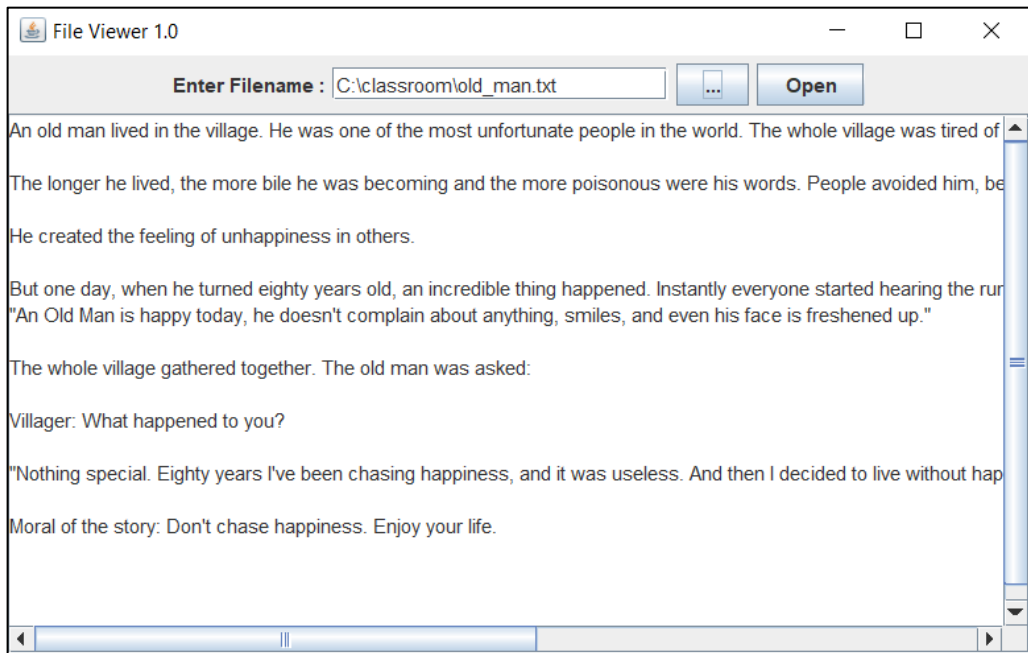 File Viewer 1.0
Enter Filename : C:\classroom\old_man.txt ... Open
An old man lived in the village. He was one of the most unfortunate people in the world. The whole village was tired of
The longer he lived, the more bile he was becoming and the more poisonous were his words. People avoided him, be
He created the feeling of unhappiness in others.
But one day, when he turned eighty years old, an incredible thing happened. Instantly everyone started hearing the rur
"An Old Man is happy today, he doesn't complain about anything, smiles, and even his face is freshened up."
The whole village gathered together. The old man was asked:
Villager: What happened to you?
"Nothing special. Eighty years I've been chasing happiness, and it was useless. And then I decided to live without hap
Moral of the story: Don't chase happiness. Enjoy your life.